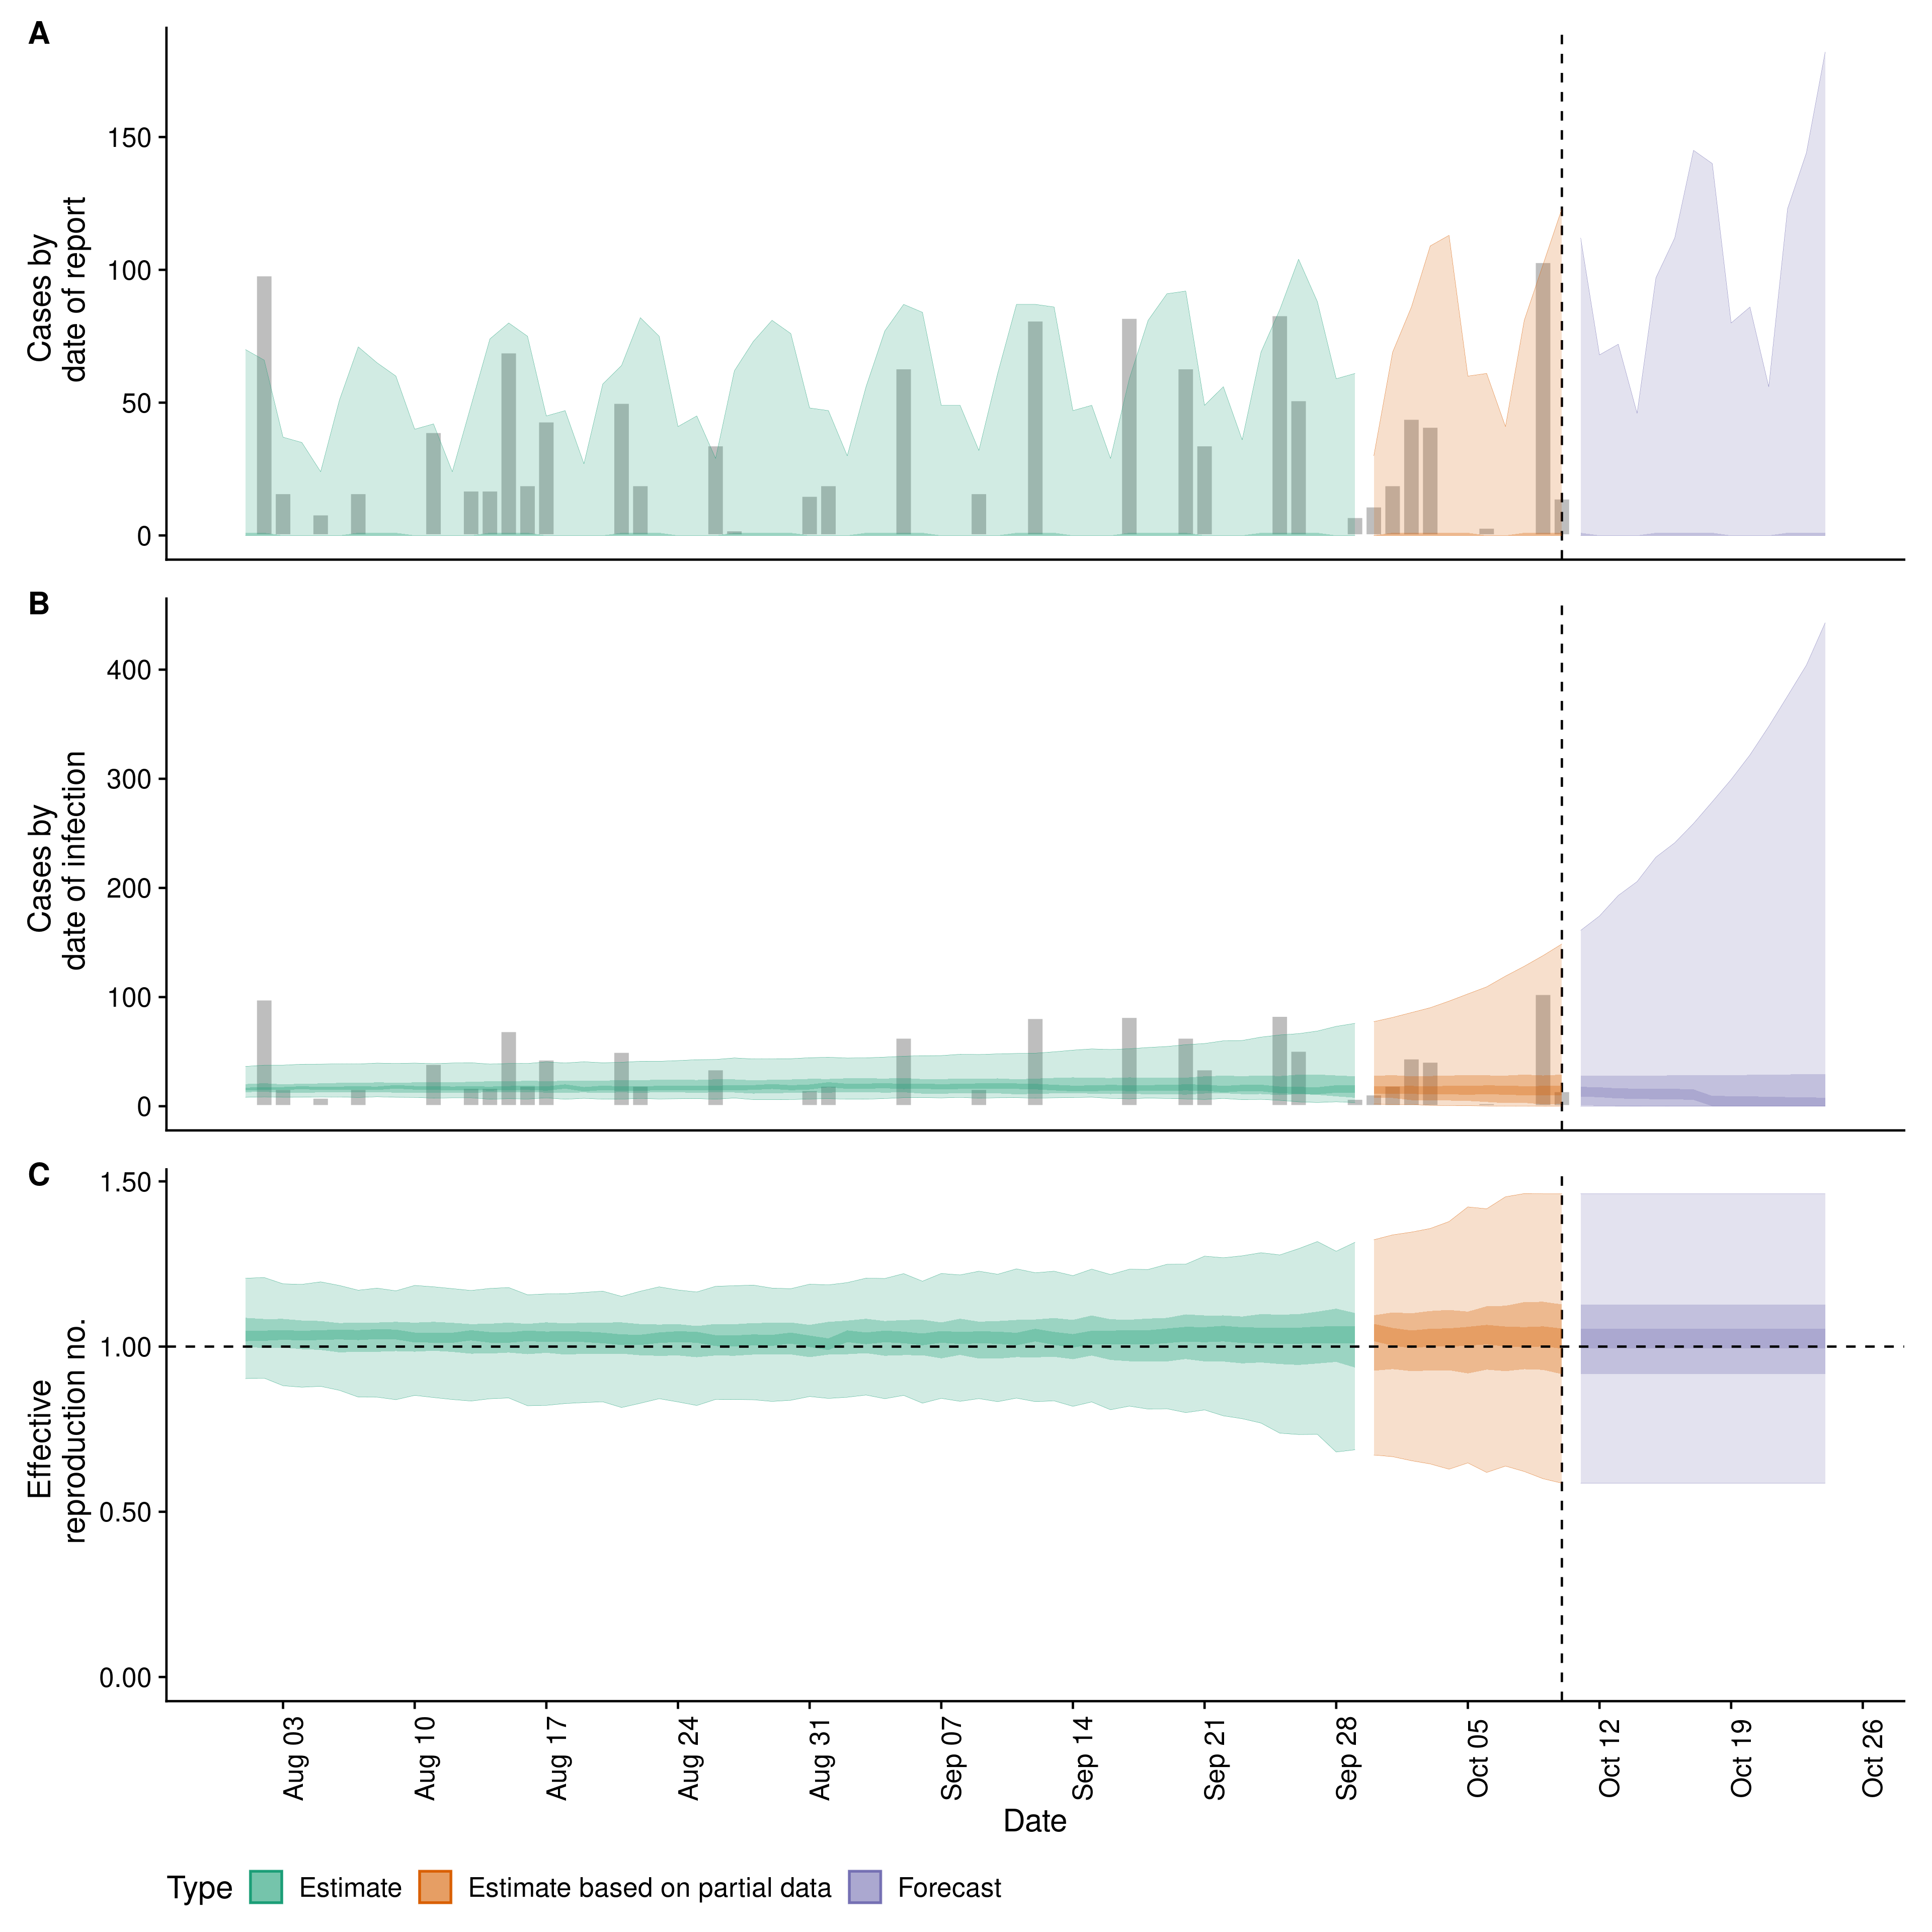 A
Cases by
date of report
150
100
50
0
B
Cases by
date of infection
400
300
200
100
0
C
Effective
reproduction no.
1.50
1.00
0.50
0.00
Aug 03
Aug 10
Aug 17
Aug 24
Aug 31
Sep 07
Sep 14
Sep 21
Sep 28
Oct 05
Oct 12
Oct 19
Oct 26
Date
Type Estimate Estimate based on partial data Forecast